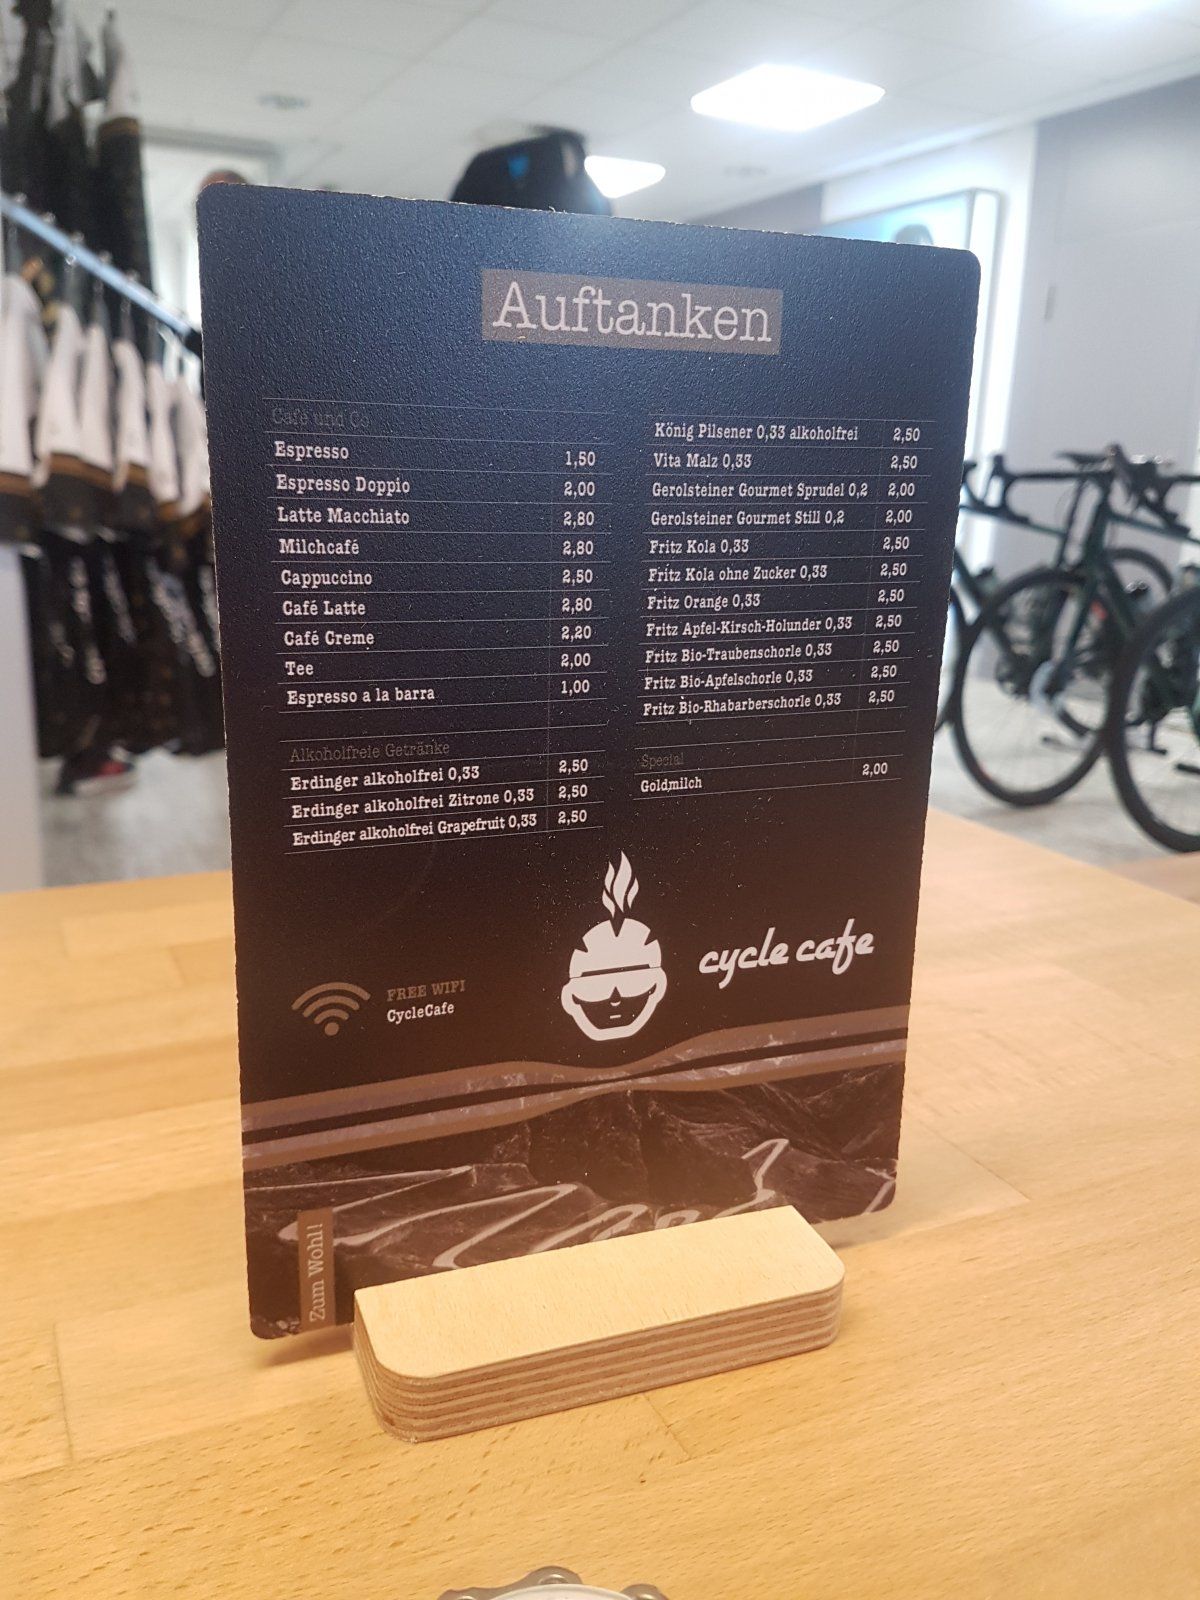 Auftanken
Café und Co
Espresso 1,50
Espresso Doppio 2,00
Latte Macchiato 2,80
Milchcafé 2,80
Cappuccino 2,50
Café Latte 2,80
Café Creme 2,20
Tee 2,00
Espresso a la barra 1,00
Alkoholfreie Getränke
Erdinger alkoholfrei 0,33 2,50
Erdinger alkoholfrei Zitrone 0,33 2,50
Erdinger alkoholfrei Grapefruit 0,33 2,50
König Pilsener 0,33 alkoholfrei 2,50
Vita Malz 0,33 2,50
Gerolsteiner Gourmet Sprudel 0,2 2,00
Gerolsteiner Gourmet Still 0,2 2,00
Fritz Kola 0,33 2,50
Fritz Kola ohne Zucker 0,33 2,50
Fritz Orange 0,33 2,50
Fritz Apfel-Kirsch-Holunder 0,33 2,50
Fritz Bio-Traubenschorle 0,33 2,50
Fritz Bio-Apfelschorle 0,33 2,50
Fritz Bio-Rhabarberschorle 0,33 2,50
Special
Goldmilch 2,00
cycle cafe
FREE WIFI
CycleCafe
Zum Wohl!